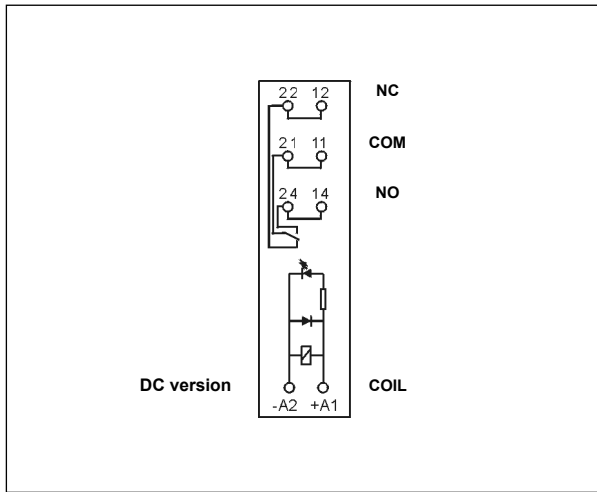 22 12 NC
21 11 COM
24 14 NO
DC version COIL
-A2 +A1